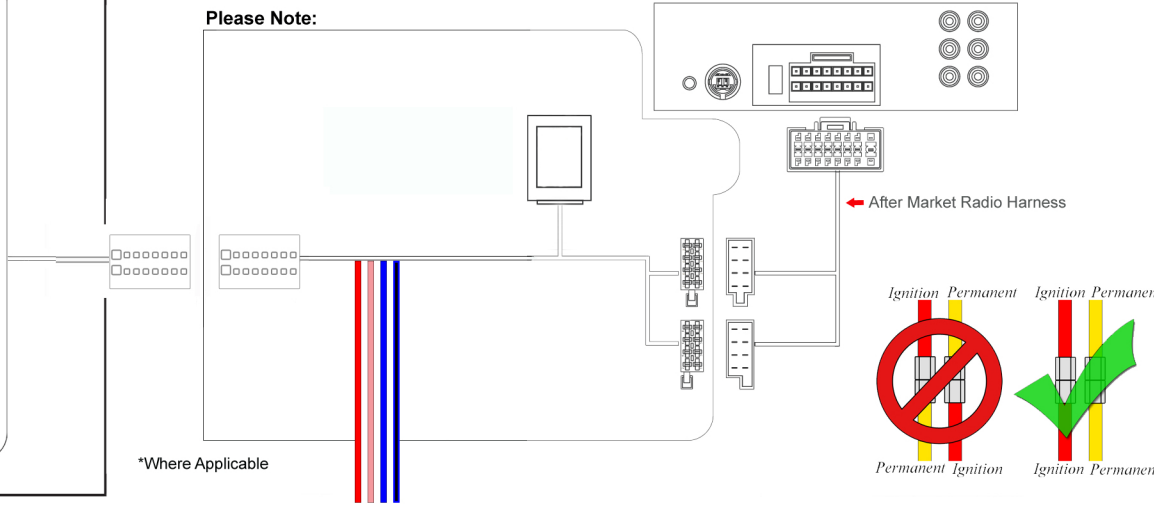 Please Note:
After Market Radio Harness
Ignition Permanent Ignition Permanen
Permanent Ignition Ignition Permanen
*Where Applicable